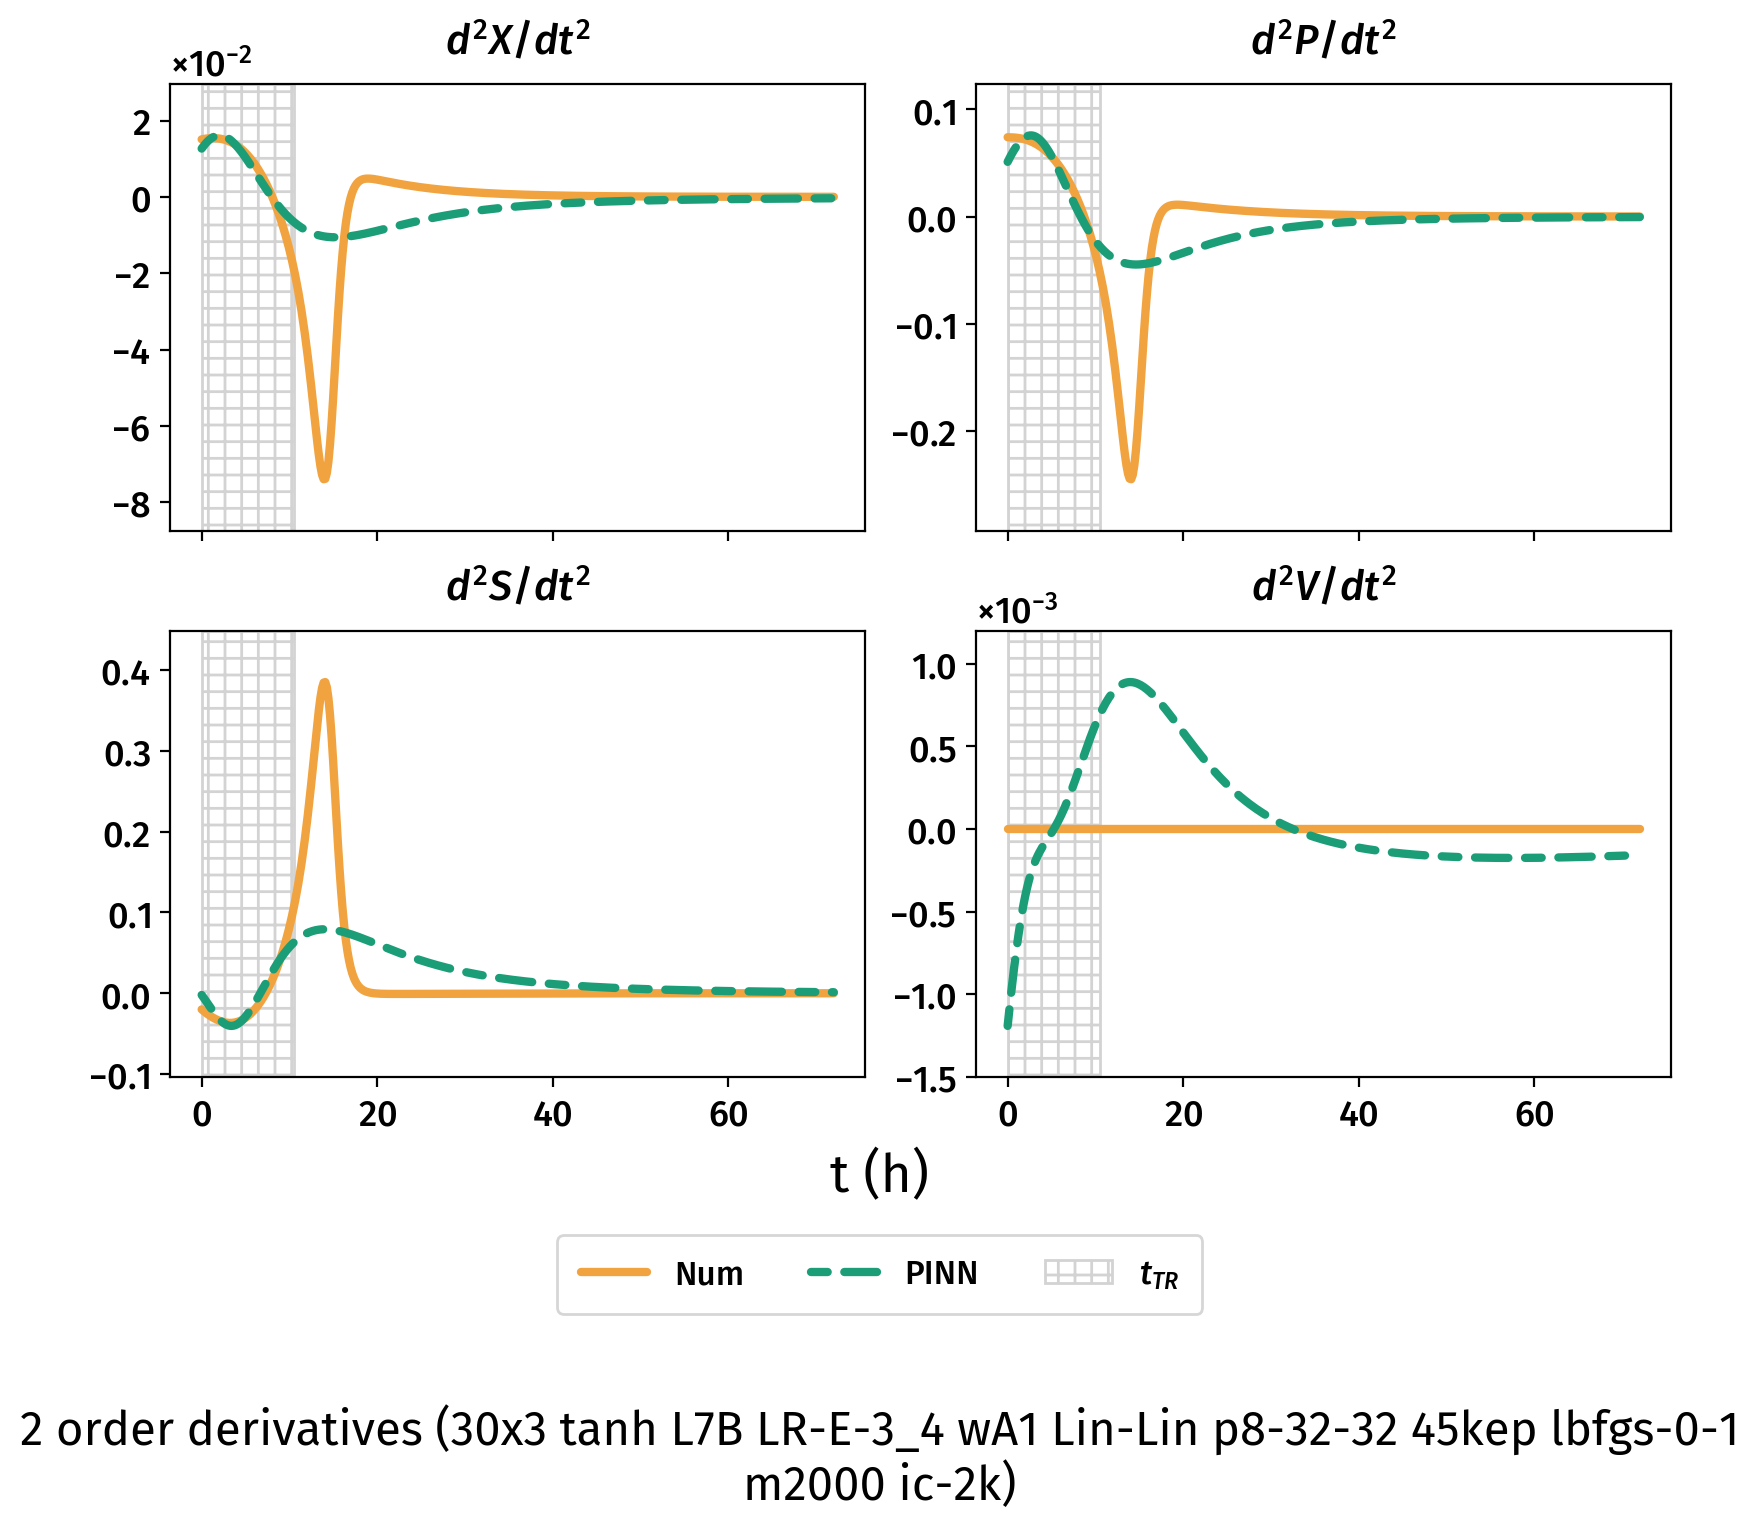 d²X/dt²
×10⁻²
2
0
−2
−4
−6
−8
d²P/dt²
0.1
0.0
−0.1
−0.2
d²S/dt²
0.4
0.3
0.2
0.1
0.0
−0.1
0 20 40 60
d²V/dt²
×10⁻³
1.0
0.5
0.0
−0.5
−1.0
−1.5
0 20 40 60
t (h)
Num PINN t_TR
2 order derivatives (30x3 tanh L7B LR-E-3_4 wA1 Lin-Lin p8-32-32 45kep lbfgs-0-1
m2000 ic-2k)